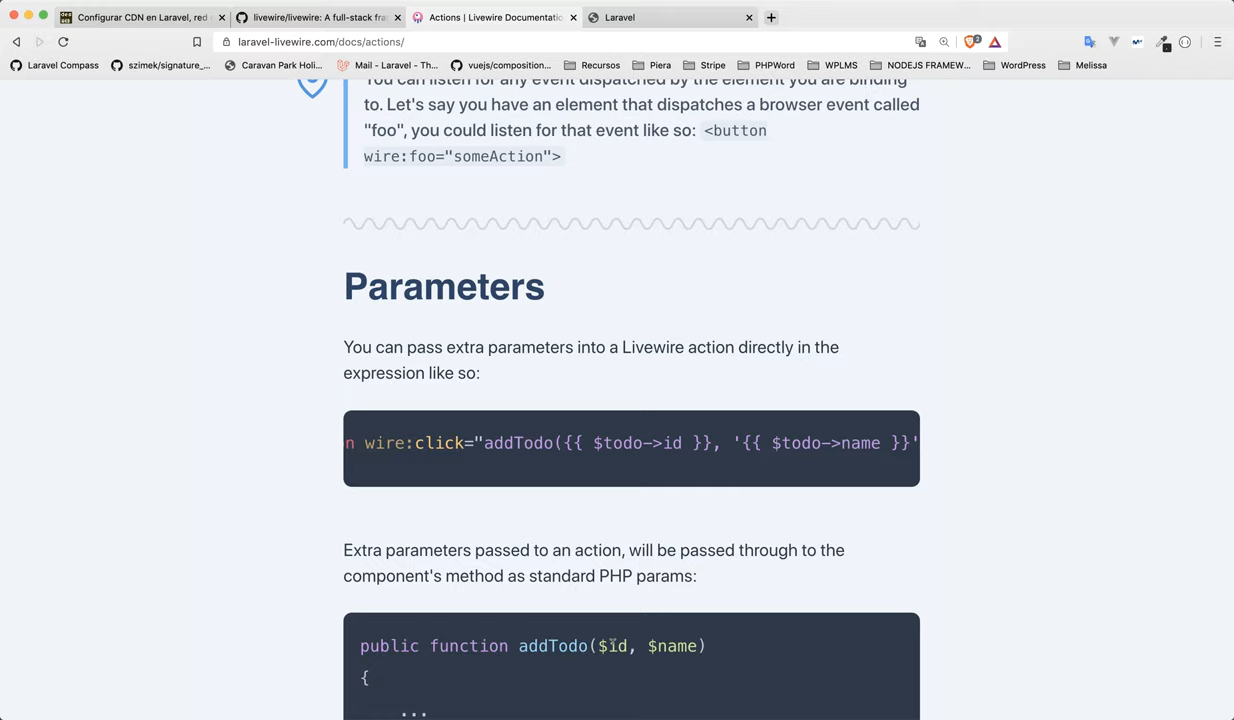 Configurar CDN en Laravel, red
livewire/livewire: A full-stack fra
Actions | Livewire Documentatio
Laravel
laravel-livewire.com/docs/actions/
2
Laravel Compass
szimek/signature_...
Caravan Park Holi...
Mail - Laravel - Th...
vuejs/composition...
Recursos
Piera
Stripe
PHPWord
WPLMS
NODEJS FRAMEW...
WordPress
Melissa
You can listen for any event dispatched by the element you are binding
to. Let's say you have an element that dispatches a browser event called
"foo", you could listen for that event like so: <button
wire:foo="someAction">
Parameters
You can pass extra parameters into a Livewire action directly in the
expression like so:
n wire:click="addTodo({{ $todo->id }}, '{{ $todo->name }}'
Extra parameters passed to an action, will be passed through to the
component's method as standard PHP params:
public function addTodo($id, $name)
{
...